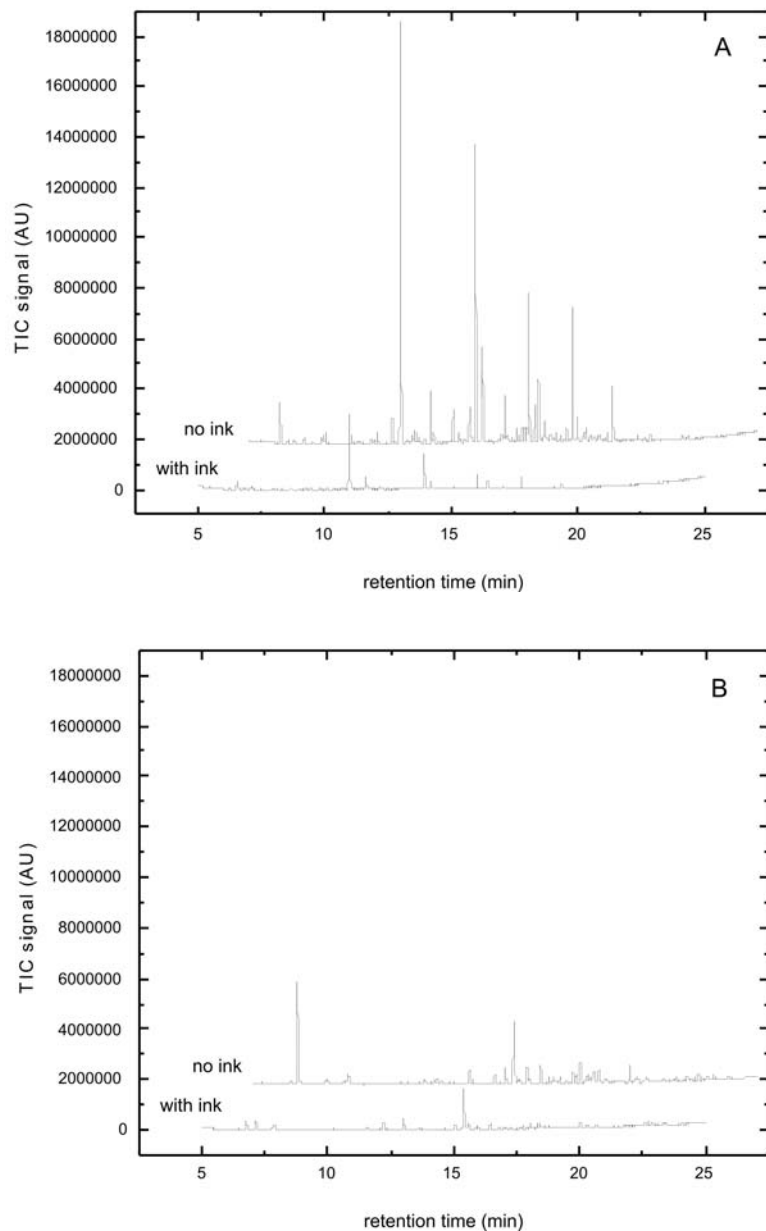 A
18000000
16000000
14000000
12000000
10000000
8000000
6000000
4000000
2000000
0
TIC signal (AU)
no ink
with ink
5 10 15 20 25
retention time (min)
B
18000000
16000000
14000000
12000000
10000000
8000000
6000000
4000000
2000000
0
TIC signal (AU)
no ink
with ink
5 10 15 20 25
retention time (min)